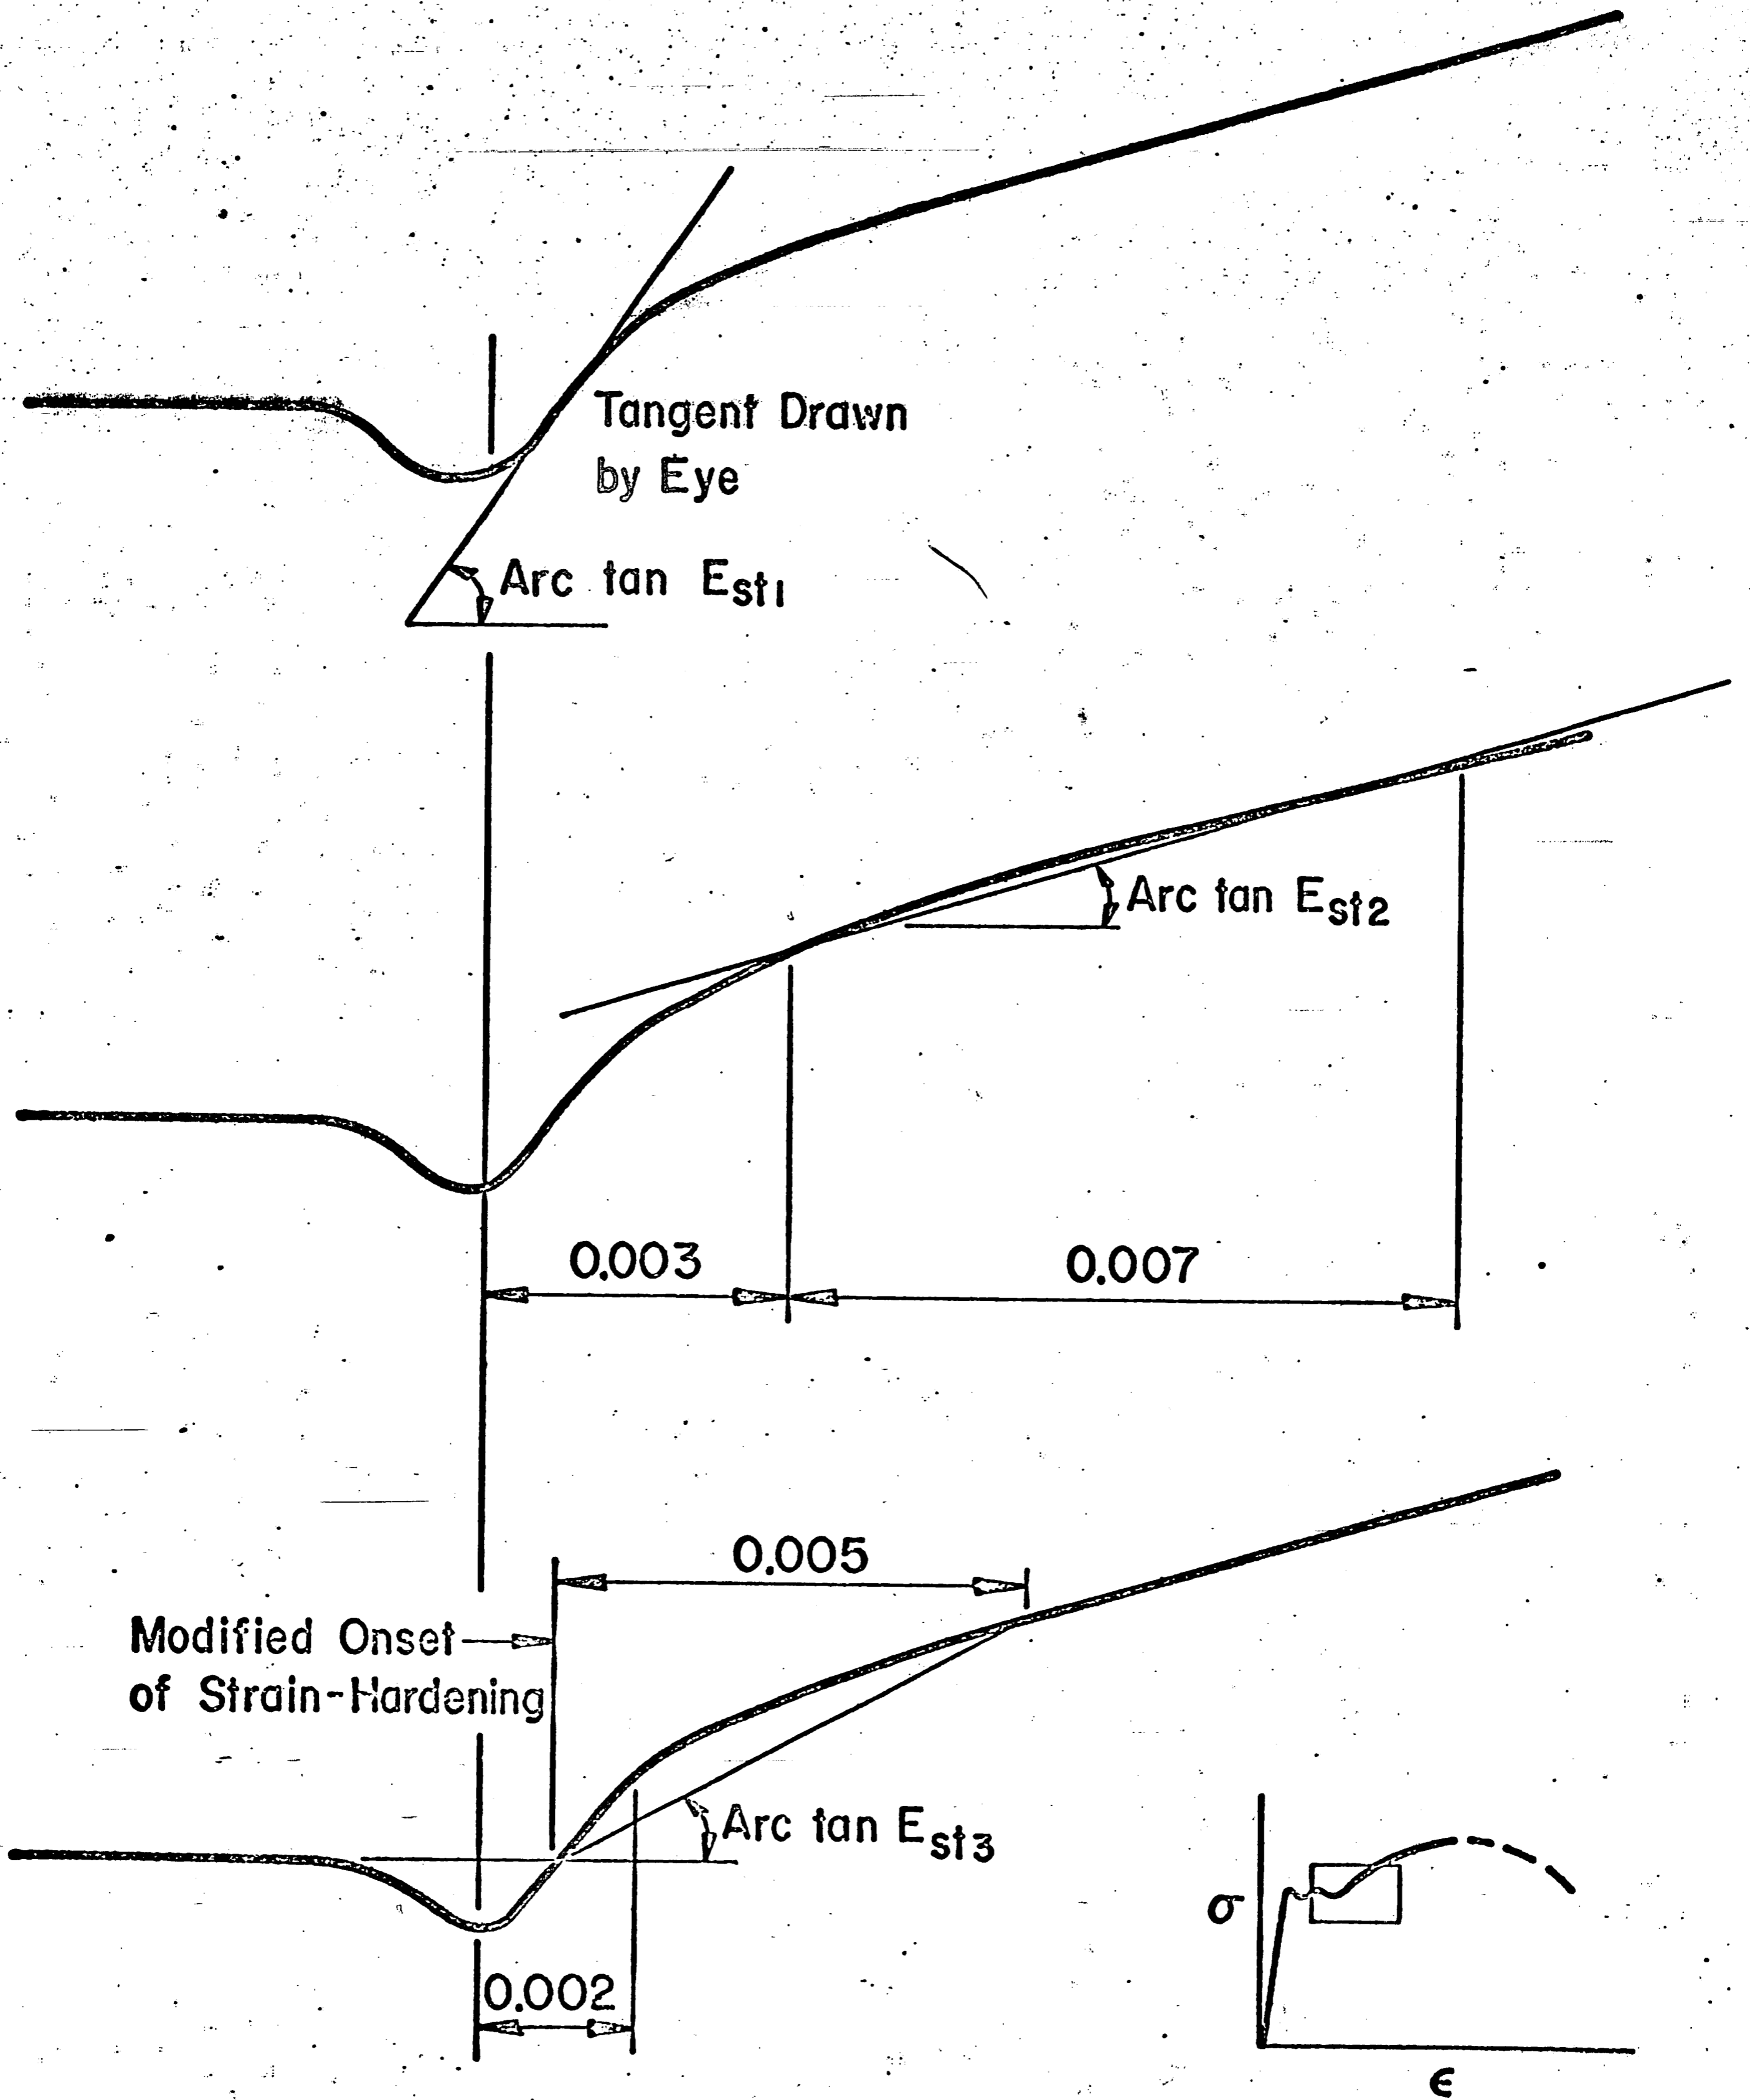 Tangent Drawn
by Eye
Arc tan Est1
Arc tan Est2
0.003
0.007
0.005
Modified Onset
of Strain-Hardening
Arc tan Est3
0.002
σ
ϵ